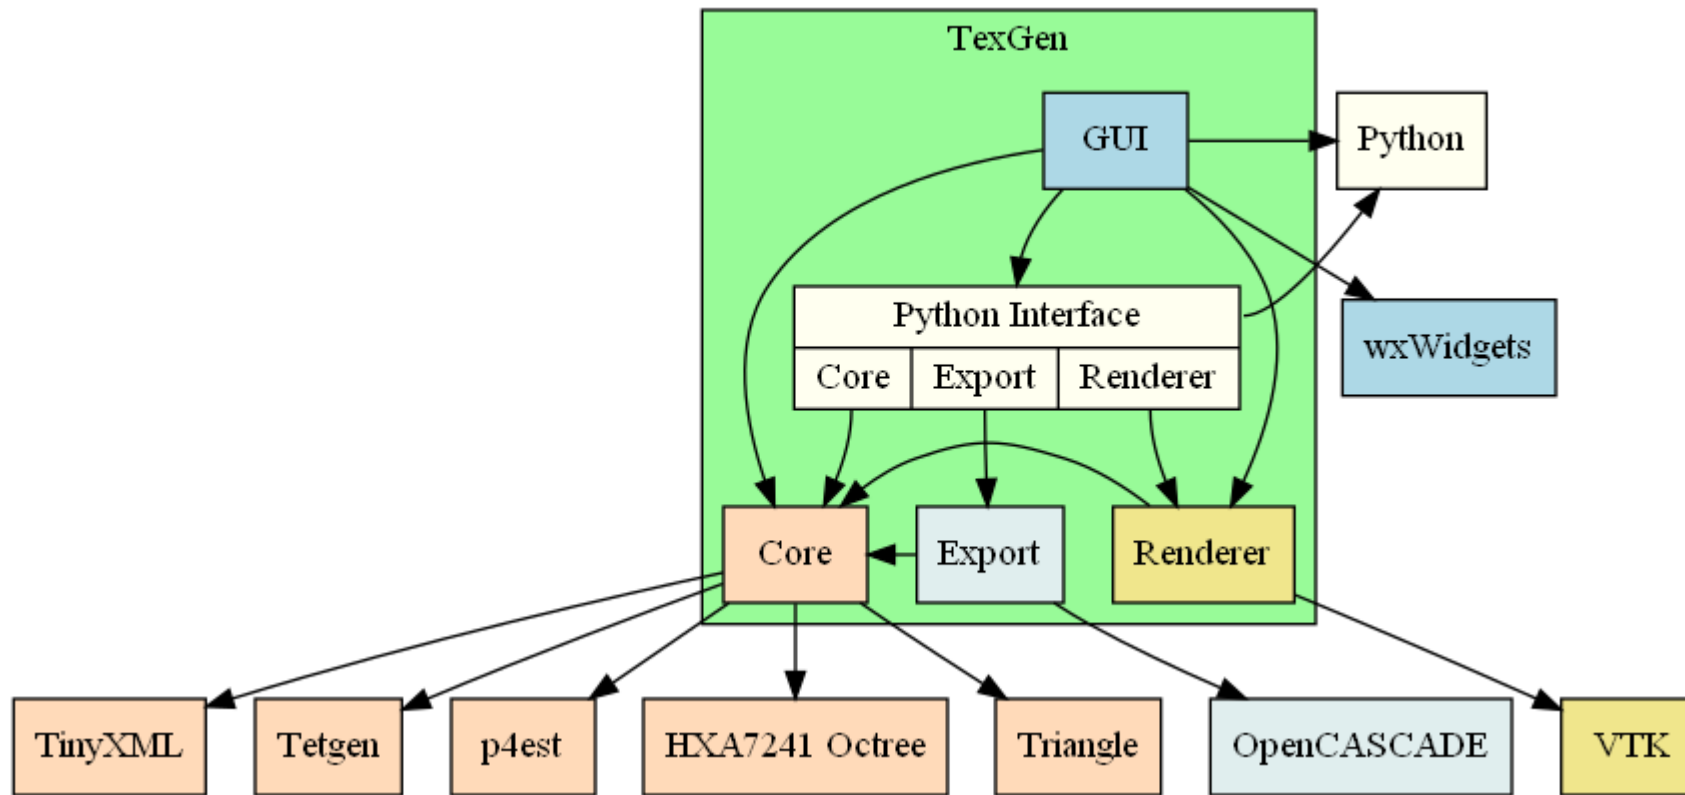 TexGen
GUI
Python
Python Interface
wxWidgets
Core
Export
Renderer
Core
Export
Renderer
TinyXML
Tetgen
p4est
HXA7241 Octree
Triangle
OpenCASCADE
VTK